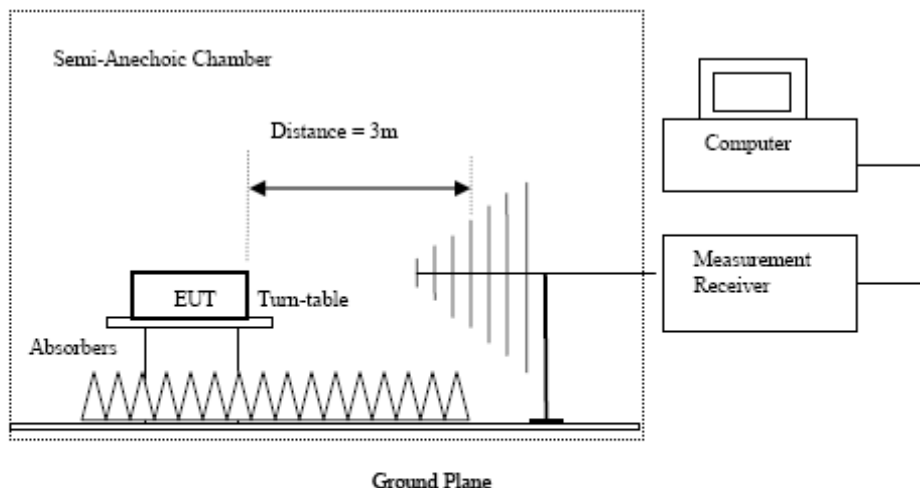 Semi-Anechoic Chamber
Distance = 3m
Computer
Measurement
Receiver
EUT
Turn-table
Absorbers
Ground Plane